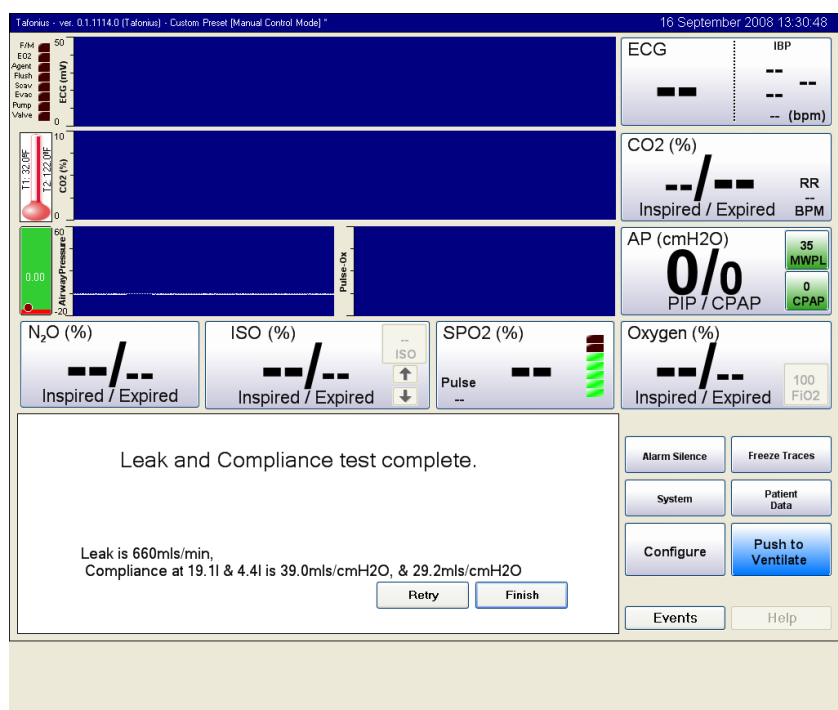 Tafonius - ver. 0.1.1114.0 (Tafonius) - Custom Preset [Manual Control Mode] "
16 September 2008 13:30:48
F/M
EO2
Agent
Flush
Scav
Evac
Pump
Valve
50
ECG (mV)
0
ECG
--
IBP
--
--
--
-- (bpm)
T1: 32.0ºF
T2: 122.0ºF
10
CO2 (%)
0
CO2 (%)
--/--
Inspired / Expired
RR
--
BPM
0.00
60
AirwayPressure
-20
Pulse-Ox
AP (cmH2O)
0/0
PIP / CPAP
35
MWPL
0
CPAP
N2O (%)
--/--
Inspired / Expired
ISO (%)
--/--
Inspired / Expired
--
ISO
SPO2 (%)
--
Pulse
--
Oxygen (%)
--/--
Inspired / Expired
100
FiO2
Leak and Compliance test complete.
Leak is 660mls/min,
Compliance at 19.1l & 4.4l is 39.0mls/cmH2O, & 29.2mls/cmH2O
Retry
Finish
Alarm Silence
Freeze Traces
System
Patient
Data
Configure
Push to
Ventilate
Events
Help